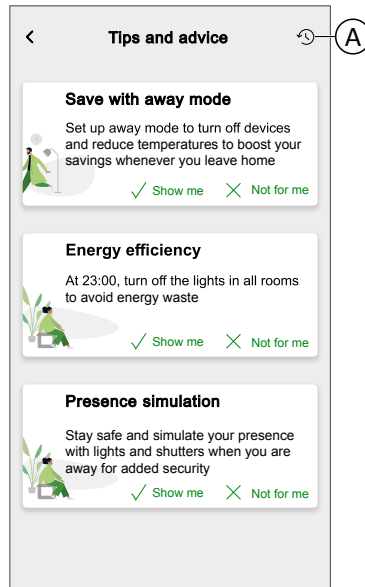 Tips and advice
A
Save with away mode
Set up away mode to turn off devices
and reduce temperatures to boost your
savings whenever you leave home
Show me Not for me
Energy efficiency
At 23:00, turn off the lights in all rooms
to avoid energy waste
Show me Not for me
Presence simulation
Stay safe and simulate your presence
with lights and shutters when you are
away for added security
Show me Not for me